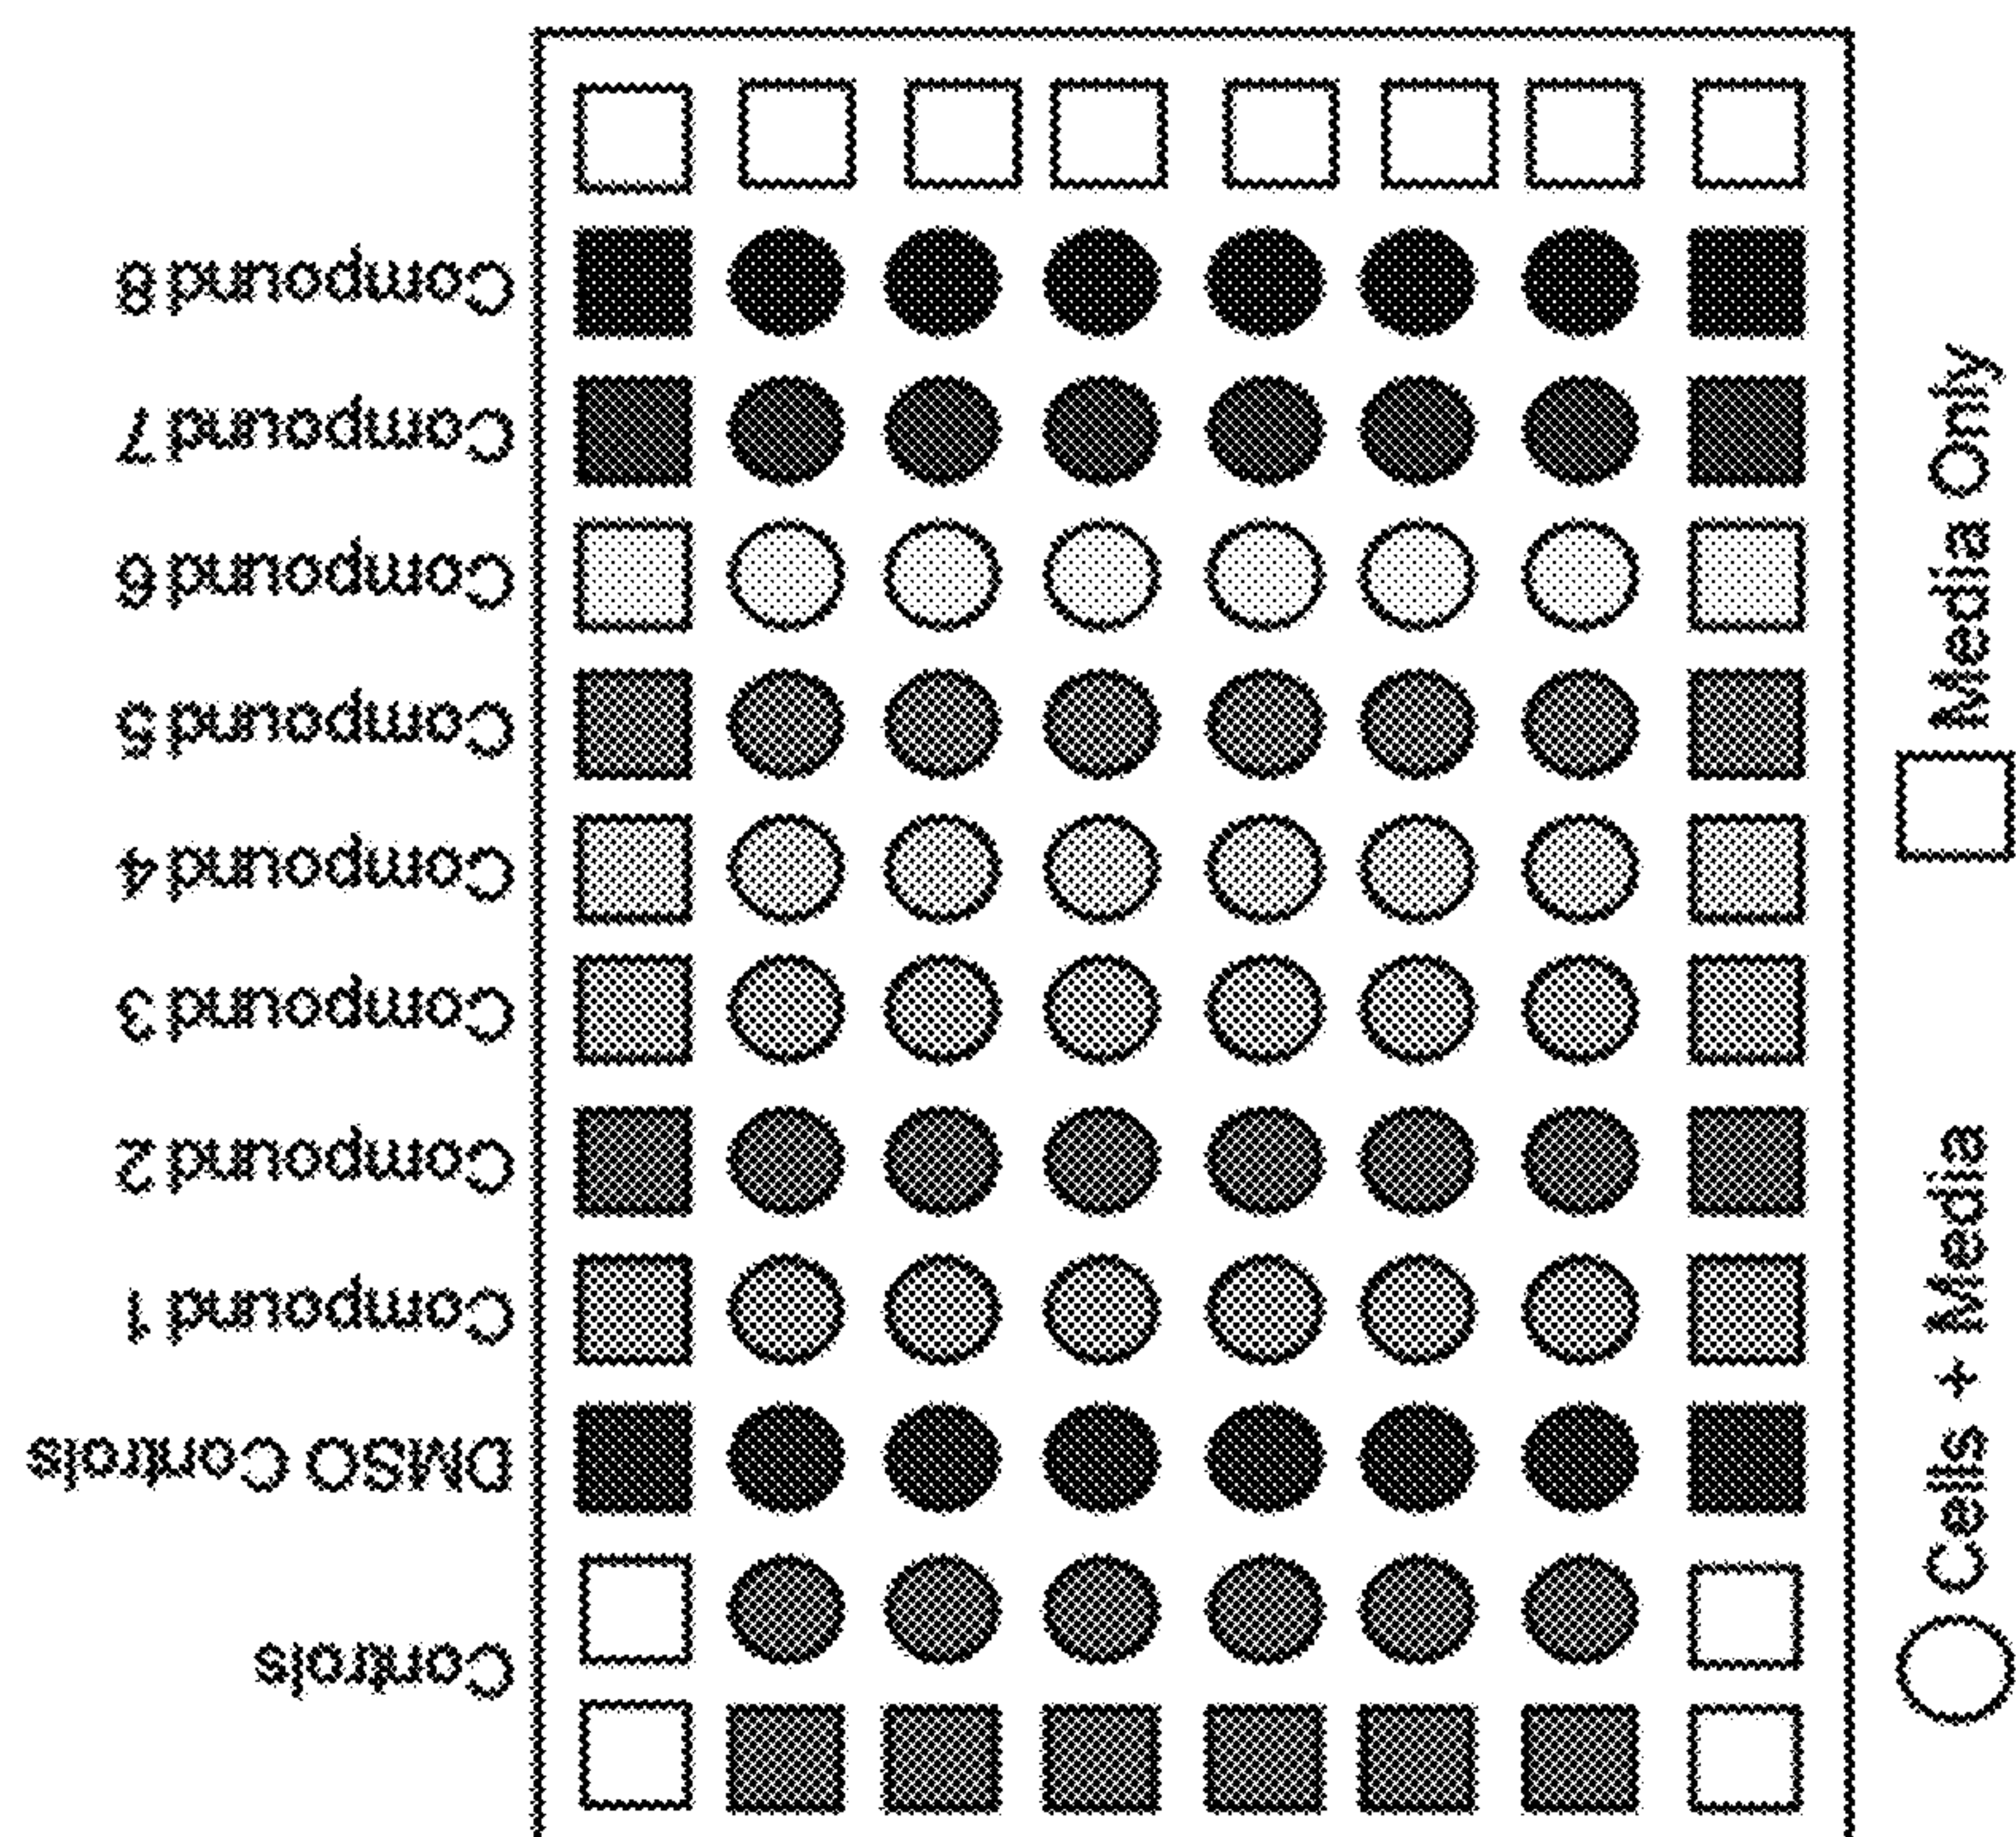 Controls
DMSO Controls
Compound 1
Compound 2
Compound 3
Compound 4
Compound 5
Compound 6
Compound 7
Compound 8
Cells + Media
Media Only